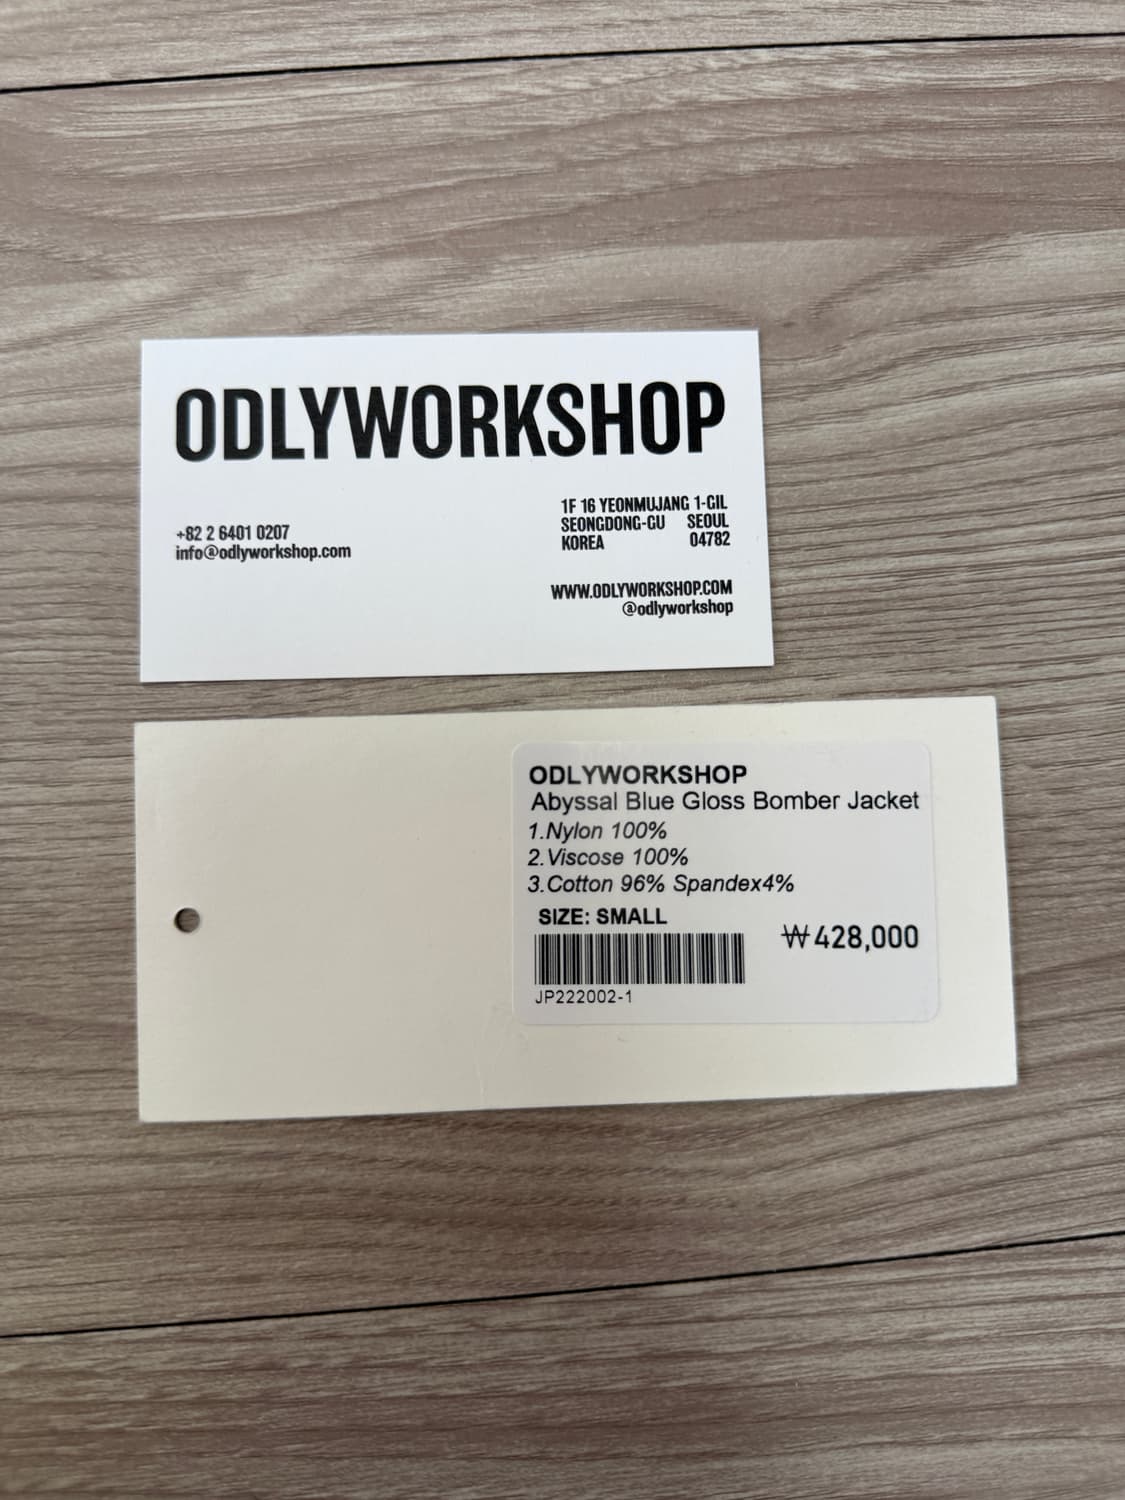 ODLYWORKSHOP
+82 2 6401 0207
info@odlyworkshop.com
1F 16 YEONMUJANG 1-GIL
SEONGDONG-GU SEOUL
KOREA 04782
WWW.ODLYWORKSHOP.COM
@odlyworkshop
ODLYWORKSHOP
Abyssal Blue Gloss Bomber Jacket
1.Nylon 100%
2.Viscose 100%
3.Cotton 96% Spandex4%
SIZE: SMALL
₩428,000
JP222002-1